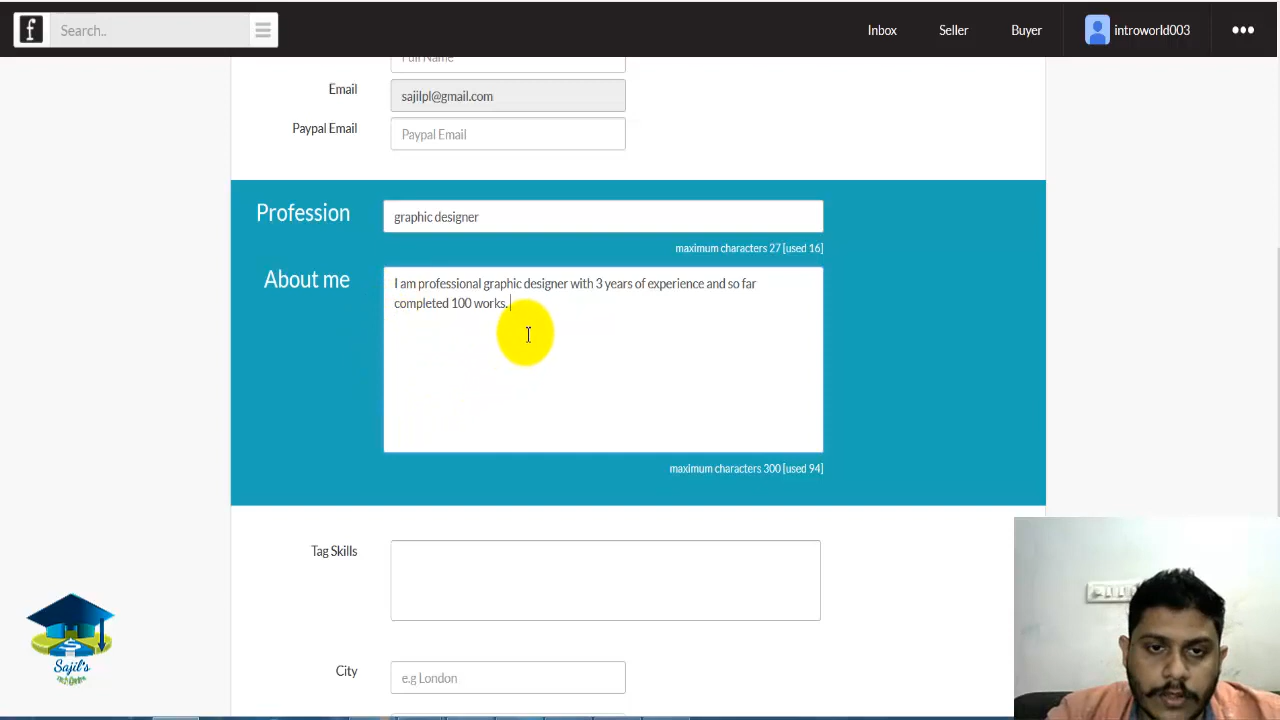 f Search.. Inbox Seller Buyer introworld003
Full Name
Email sajilpl@gmail.com
Paypal Email Paypal Email
Profession graphic designer
maximum characters 27 [used 16]
About me I am professional graphic designer with 3 years of experience and so far
completed 100 works.
maximum characters 300 [used 94]
Tag Skills
Sajil's
City e.g London